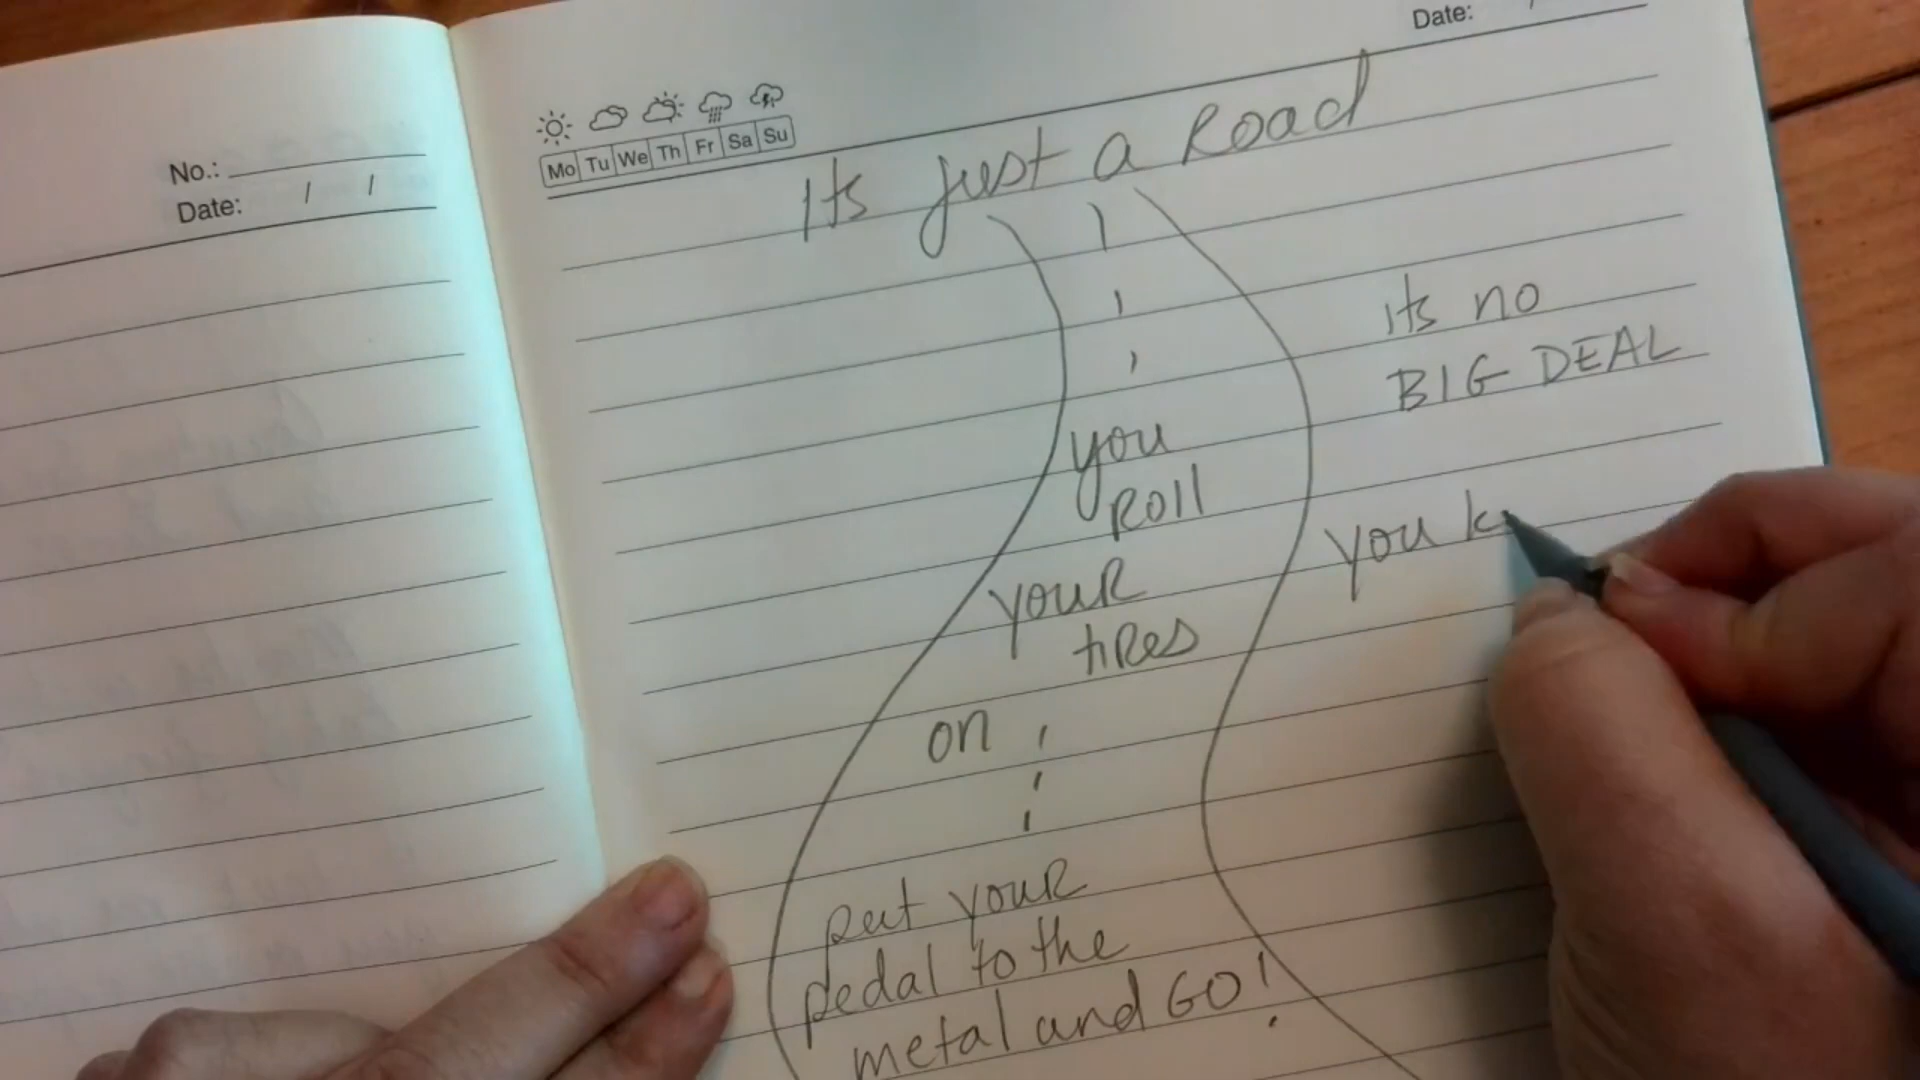 No.:
Date: / /
Date: /
Mo Tu We Th Fr Sa Su
Its just a Road
its no
BIG DEAL
you
Roll
youR
tiRes
on
put youR
pedal to the
metal and GO!
you k